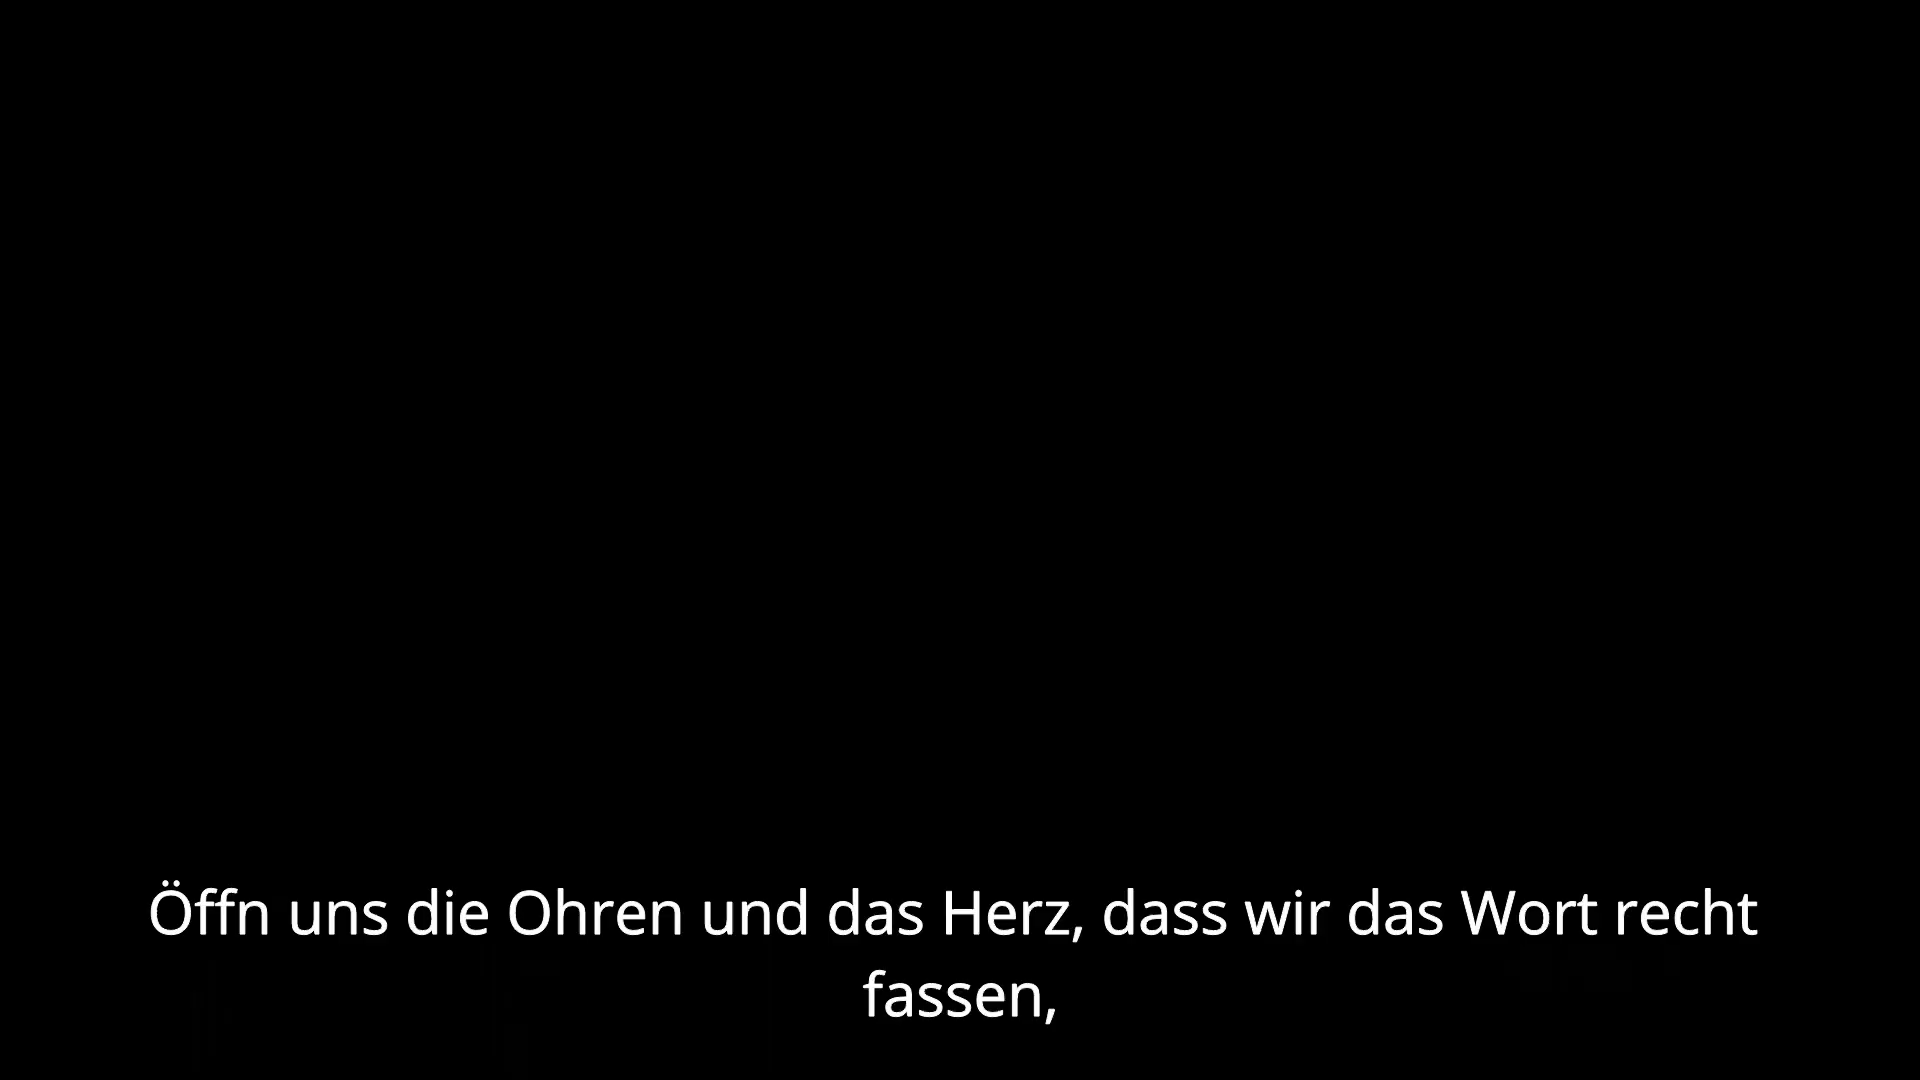 Öffn uns die Ohren und das Herz, dass wir das Wort recht
fassen,